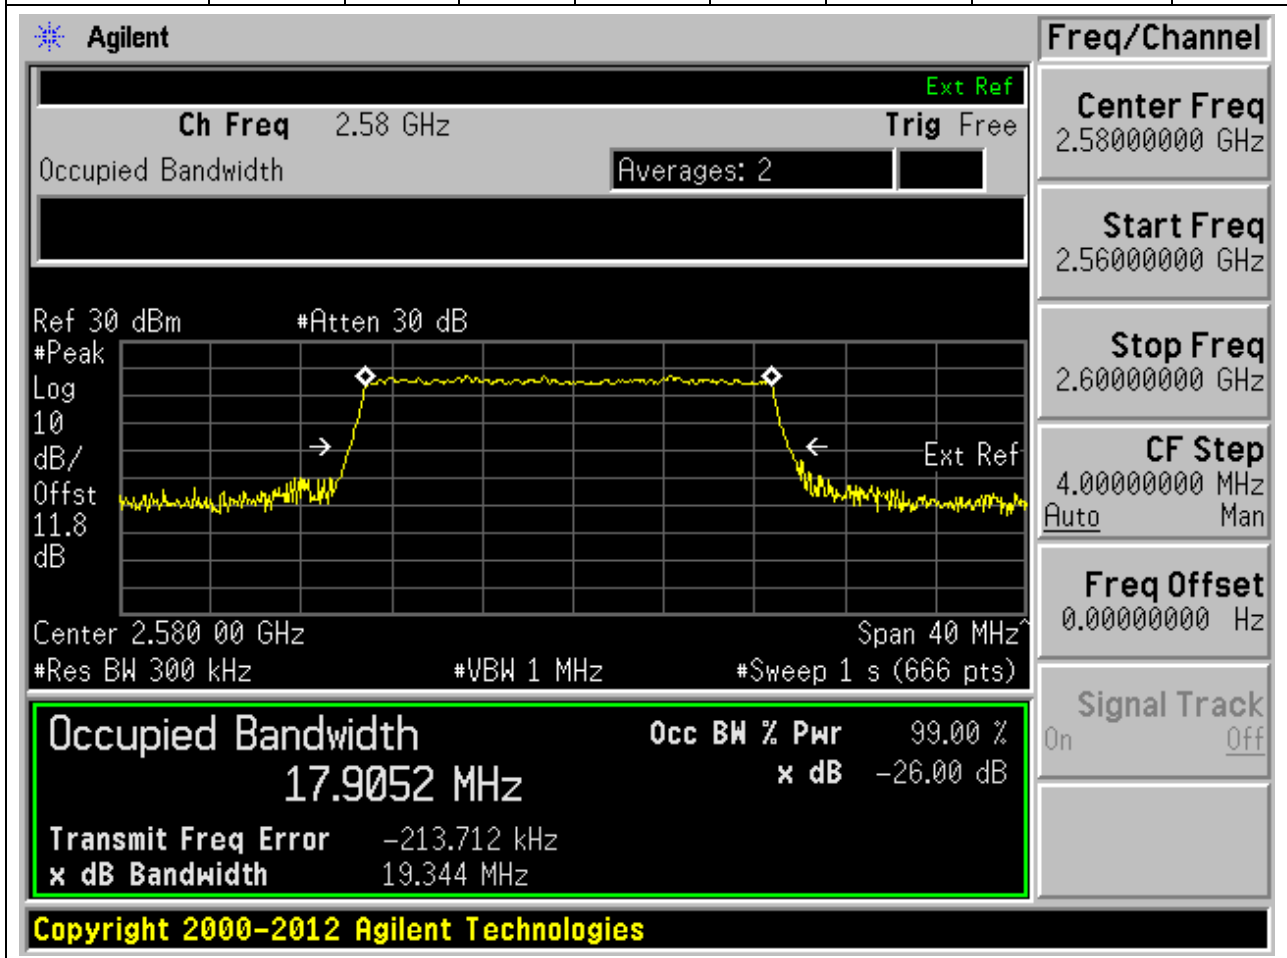 Agilent
Freq/Channel
Ext Ref
Ch Freq 2.58 GHz Trig Free
Occupied Bandwidth Averages: 2
Ref 30 dBm #Atten 30 dB
#Peak
Log
10
dB/
Offst
11.8
dB
Ext Ref
Center 2.580 00 GHz Span 40 MHz^
#Res BW 300 kHz #VBW 1 MHz #Sweep 1 s (666 pts)
Occupied Bandwidth Occ BW % Pwr 99.00 %
17.9052 MHz x dB -26.00 dB
Transmit Freq Error -213.712 kHz
x dB Bandwidth 19.344 MHz
Copyright 2000-2012 Agilent Technologies
Center Freq
2.58000000 GHz
Start Freq
2.56000000 GHz
Stop Freq
2.60000000 GHz
CF Step
4.00000000 MHz
Auto Man
Freq Offset
0.00000000 Hz
Signal Track
On Off